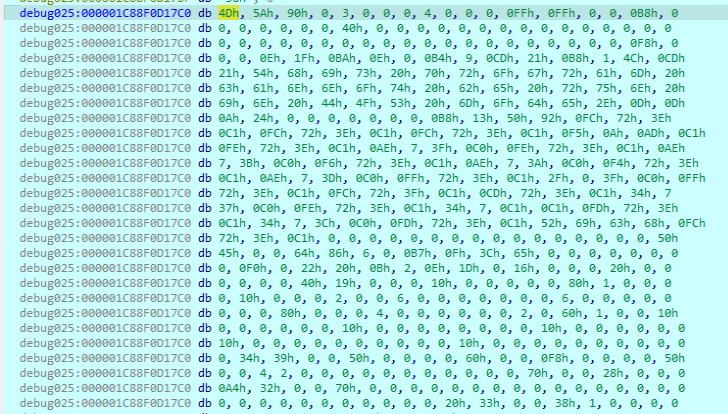 debug025:000001C88F0D17C0 db 4Dh, 5Ah, 90h, 0, 3, 0, 0, 0, 4, 0, 0, 0, 0FFh, 0FFh, 0, 0, 0B8h, 0
debug025:000001C88F0D17C0 db 0, 0, 0, 0, 0, 0, 40h, 0, 0, 0, 0, 0, 0, 0, 0, 0, 0, 0
debug025:000001C88F0D17C0 db 0, 0, 0, 0, 0, 0, 0, 0, 0, 0, 0, 0, 0, 0, 0, 0, 0F8h, 0
debug025:000001C88F0D17C0 db 0, 0, 0Eh, 1Fh, 0BAh, 0Eh, 0, 0B4h, 9, 0CDh, 21h, 0B8h, 1, 4Ch, 0CDh
debug025:000001C88F0D17C0 db 21h, 54h, 68h, 69h, 73h, 20h, 70h, 72h, 6Fh, 67h, 72h, 61h, 6Dh, 20h
debug025:000001C88F0D17C0 db 63h, 61h, 6Eh, 6Eh, 6Fh, 74h, 20h, 62h, 65h, 20h, 72h, 75h, 6Eh, 20h
debug025:000001C88F0D17C0 db 69h, 6Eh, 20h, 44h, 4Fh, 53h, 20h, 6Dh, 6Fh, 64h, 65h, 2Eh, 0Dh, 0Dh
debug025:000001C88F0D17C0 db 0Ah, 24h, 0, 0, 0, 0, 0, 0, 0, 0B8h, 13h, 50h, 92h, 0FCh, 72h, 3Eh
debug025:000001C88F0D17C0 db 0C1h, 0FCh, 72h, 3Eh, 0C1h, 0FCh, 72h, 3Eh, 0C1h, 0F5h, 0Ah, 0ADh, 0C1h
debug025:000001C88F0D17C0 db 0FEh, 72h, 3Eh, 0C1h, 0AEh, 7, 3Fh, 0C0h, 0FEh, 72h, 3Eh, 0C1h, 0AEh
debug025:000001C88F0D17C0 db 7, 3Bh, 0C0h, 0F6h, 72h, 3Eh, 0C1h, 0AEh, 7, 3Ah, 0C0h, 0F4h, 72h, 3Eh
debug025:000001C88F0D17C0 db 0C1h, 0AEh, 7, 3Dh, 0C0h, 0FFh, 72h, 3Eh, 0C1h, 2Fh, 0, 3Fh, 0C0h, 0FFh
debug025:000001C88F0D17C0 db 72h, 3Eh, 0C1h, 0FCh, 72h, 3Fh, 0C1h, 0CDh, 72h, 3Eh, 0C1h, 34h, 7
debug025:000001C88F0D17C0 db 37h, 0C0h, 0FEh, 72h, 3Eh, 0C1h, 34h, 7, 0C1h, 0C1h, 0FDh, 72h, 3Eh
debug025:000001C88F0D17C0 db 0C1h, 34h, 7, 3Ch, 0C0h, 0FDh, 72h, 3Eh, 0C1h, 52h, 69h, 63h, 68h, 0FCh
debug025:000001C88F0D17C0 db 72h, 3Eh, 0C1h, 0, 0, 0, 0, 0, 0, 0, 0, 0, 0, 0, 0, 0, 50h
debug025:000001C88F0D17C0 db 45h, 0, 0, 64h, 86h, 6, 0, 0B7h, 0Fh, 3Ch, 65h, 0, 0, 0, 0, 0, 0, 0
debug025:000001C88F0D17C0 db 0, 0F0h, 0, 22h, 20h, 0Bh, 2, 0Eh, 1Dh, 0, 16h, 0, 0, 0, 20h, 0, 0
debug025:000001C88F0D17C0 db 0, 0, 0, 0, 40h, 19h, 0, 0, 0, 10h, 0, 0, 0, 0, 0, 80h, 1, 0, 0, 0
debug025:000001C88F0D17C0 db 0, 10h, 0, 0, 0, 2, 0, 0, 6, 0, 0, 0, 0, 0, 0, 0, 6, 0, 0, 0, 0
debug025:000001C88F0D17C0 db 0, 0, 0, 80h, 0, 0, 0, 4, 0, 0, 0, 0, 0, 0, 2, 0, 60h, 1, 0, 0, 10h
debug025:000001C88F0D17C0 db 0, 0, 0, 0, 0, 0, 10h, 0, 0, 0, 0, 0, 0, 0, 0, 10h, 0, 0, 0, 0
debug025:000001C88F0D17C0 db 10h, 0, 0, 0, 0, 0, 0, 0, 0, 0, 0, 10h, 0, 0, 0, 0, 0, 0, 0, 0
debug025:000001C88F0D17C0 db 0, 34h, 39h, 0, 0, 50h, 0, 0, 0, 0, 60h, 0, 0, 0F8h, 0, 0, 0, 0, 50h
debug025:000001C88F0D17C0 db 0, 0, 4, 2, 0, 0, 0, 0, 0, 0, 0, 0, 0, 0, 70h, 0, 0, 28h, 0, 0, 0
debug025:000001C88F0D17C0 db 0A4h, 32h, 0, 0, 70h, 0, 0, 0, 0, 0, 0, 0, 0, 0, 0, 0, 0, 0, 0, 0
debug025:000001C88F0D17C0 db 0, 0, 0, 0, 0, 0, 0, 0, 0, 0, 20h, 33h, 0, 0, 38h, 1, 0, 0, 0, 0